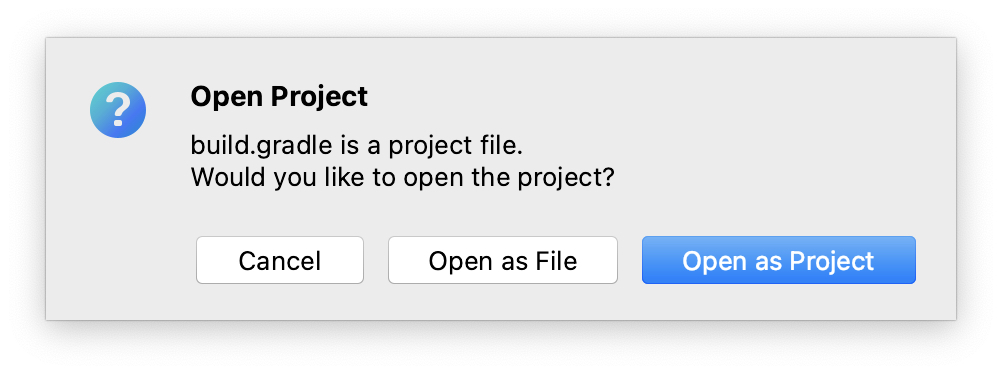 ?
Open Project
build.gradle is a project file.
Would you like to open the project?
Cancel
Open as File
Open as Project